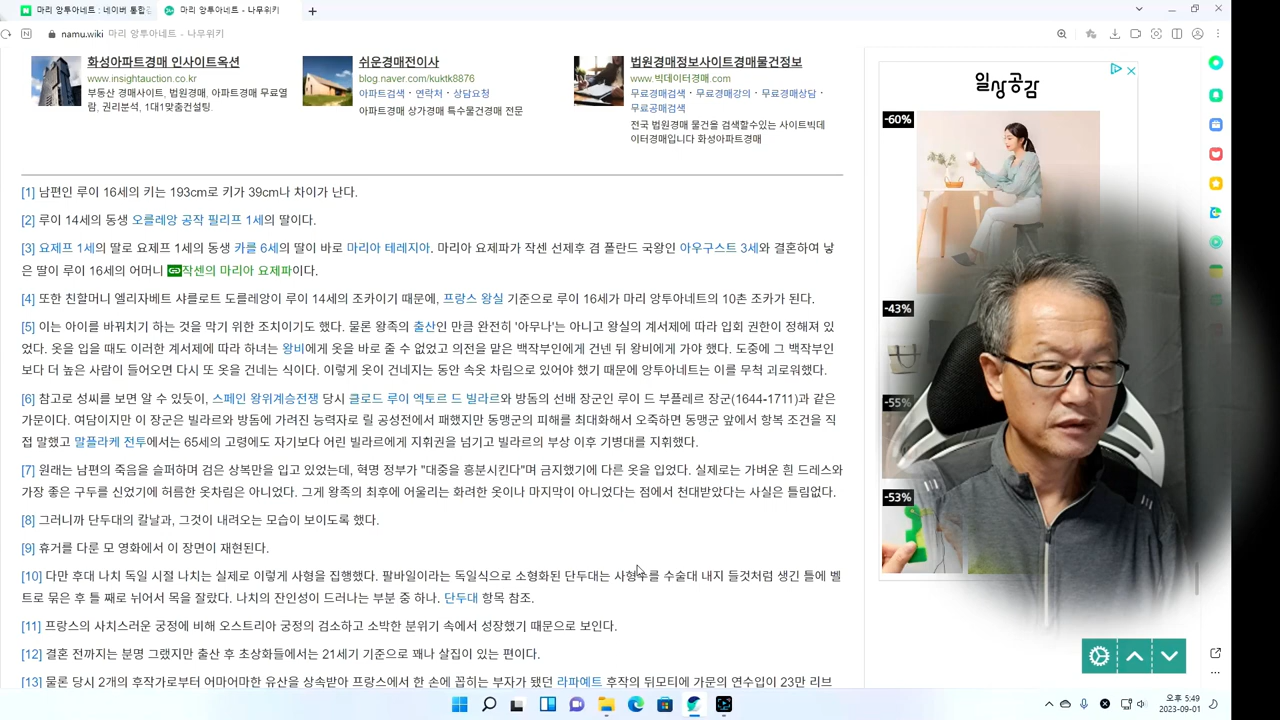 마리 앙투아네트 : 네이버 통합검
마리 앙투아네트 - 나무위키
namu.wiki 마리 앙투아네트 - 나무위키
화성아파트경매 인사이트옥션
www.insightauction.co.kr
부동산 경매사이트, 법원경매, 아파트경매 무료열
람, 권리분석, 1대1맞춤컨설팅.
쉬운경매전이사
blog.naver.com/kuktk8876
아파트검색 · 연락처 · 상담요청
아파트경매 상가경매 특수물건경매 전문
법원경매정보사이트경매물건정보
www.빅데이터경매.com
무료경매검색 · 무료경매강의 · 무료경매상담 ·
무료공매검색
전국 법원경매 물건을 검색할수있는 사이트빅데
이터경매입니다 화성아파트경매
[1] 남편인 루이 16세의 키는 193cm로 키가 39cm나 차이가 난다.
[2] 루이 14세의 동생 오를레앙 공작 필리프 1세의 딸이다.
[3] 요제프 1세의 딸로 요제프 1세의 동생 카를 6세의 딸이 바로 마리아 테레지아. 마리아 요제파가 작센 선제후 겸 폴란드 국왕인 아우구스트 3세와 결혼하여 낳
은 딸이 루이 16세의 어머니 작센의 마리아 요제파이다.
[4] 또한 친할머니 엘리자베트 샤를로트 도를레앙이 루이 14세의 조카이기 때문에, 프랑스 왕실 기준으로 루이 16세가 마리 앙투아네트의 10촌 조카가 된다.
[5] 이는 아이를 바꿔치기 하는 것을 막기 위한 조치이기도 했다. 물론 왕족의 출산인 만큼 완전히 '아무나'는 아니고 왕실의 계서제에 따라 입회 권한이 정해져 있
었다. 옷을 입을 때도 이러한 계서제에 따라 하녀는 왕비에게 옷을 바로 줄 수 없었고 의전을 맡은 백작부인에게 건넨 뒤 왕비에게 가야 했다. 도중에 그 백작부인
보다 더 높은 사람이 들어오면 다시 또 옷을 건네는 식이다. 이렇게 옷이 건네지는 동안 속옷 차림으로 있어야 했기 때문에 앙투아네트는 이를 무척 괴로워했다.
[6] 참고로 성씨를 보면 알 수 있듯이, 스페인 왕위계승전쟁 당시 클로드 루이 엑토르 드 빌라르와 방돔의 선배 장군인 루이 드 부플레르 장군(1644-1711)과 같은
가문이다. 여담이지만 이 장군은 빌라르와 방돔에 가려진 능력자로 릴 공성전에서 패했지만 동맹군의 피해를 최대화해서 오죽하면 동맹군 앞에서 항복 조건을 직
접 말했고 말플라케 전투에서는 65세의 고령에도 자기보다 어린 빌라르에게 지휘권을 넘기고 빌라르의 부상 이후 기병대를 지휘했다.
[7] 원래는 남편의 죽음을 슬퍼하며 검은 상복만을 입고 있었는데, 혁명 정부가 "대중을 흥분시킨다"며 금지했기에 다른 옷을 입었다. 실제로는 가벼운 흰 드레스와
가장 좋은 구두를 신었기에 허름한 옷차림은 아니었다. 그게 왕족의 최후에 어울리는 화려한 옷이나 마지막이 아니었다는 점에서 천대받았다는 사실은 틀림없다.
[8] 그러니까 단두대의 칼날과, 그것이 내려오는 모습이 보이도록 했다.
[9] 휴거를 다룬 모 영화에서 이 장면이 재현된다.
[10] 다만 후대 나치 독일 시절 나치는 실제로 이렇게 사형을 집행했다. 팔바일이라는 독일식으로 소형화된 단두대는 사형수를 수술대 내지 들것처럼 생긴 틀에 벨
트로 묶은 후 틀 째로 뉘어서 목을 잘랐다. 나치의 잔인성이 드러나는 부분 중 하나. 단두대 항목 참조.
[11] 프랑스의 사치스러운 궁정에 비해 오스트리아 궁정의 검소하고 소박한 분위기 속에서 성장했기 때문으로 보인다.
[12] 결혼 전까지는 분명 그랬지만 출산 후 초상화들에서는 21세기 기준으로 꽤나 살집이 있는 편이다.
[13] 물론 당시 2개의 후작가로부터 어마어마한 유산을 상속받아 프랑스에서 한 손에 꼽히는 부자가 됐던 라파예트 후작의 뒤모티에 가문의 연수입이 23만 리브
일상공감
-60%
-43%
-55%
-53%
오후 5:49
2023-09-01